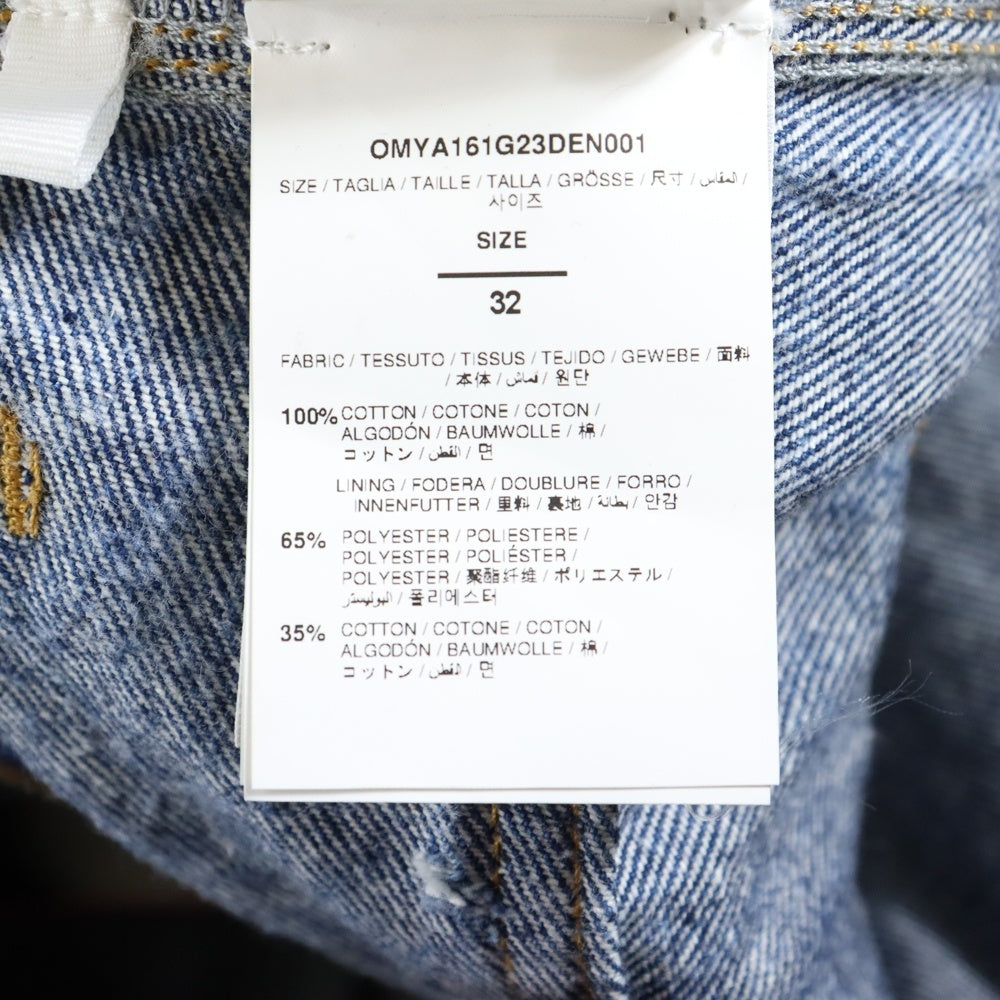 OMYA161G23DEN001
SIZE / TAGLIA / TAILLE / TALLA / GRÖSSE / 尺寸 / المقاس /
사이즈
SIZE
32
FABRIC / TESSUTO / TISSUS / TEJIDO / GEWEBE / 面料
/ 本体 / قماش / 원단
100% COTTON / COTONE / COTON /
ALGODÓN / BAUMWOLLE / 棉 /
コットン / القطن / 면
LINING / FODERA / DOUBLURE / FORRO /
INNENFUTTER / 里料 / 裏地 / بطانة / 안감
65% POLYESTER / POLIESTERE /
POLYESTER / POLIÉSTER /
POLYESTER / 聚酯纤维 / ポリエステル /
البوليستر / 폴리에스터
35% COTTON / COTONE / COTON /
ALGODÓN / BAUMWOLLE / 棉 /
コットン / القطن / 면